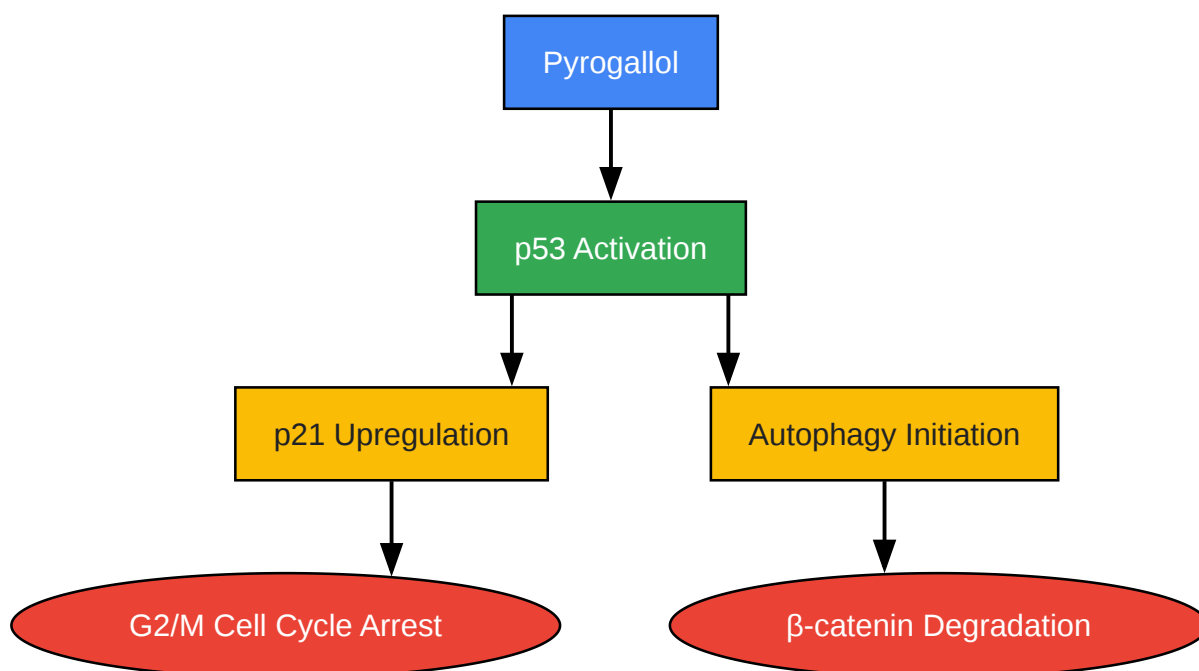 Pyrogallol
p53 Activation
p21 Upregulation
Autophagy Initiation
G2/M Cell Cycle Arrest
β-catenin Degradation